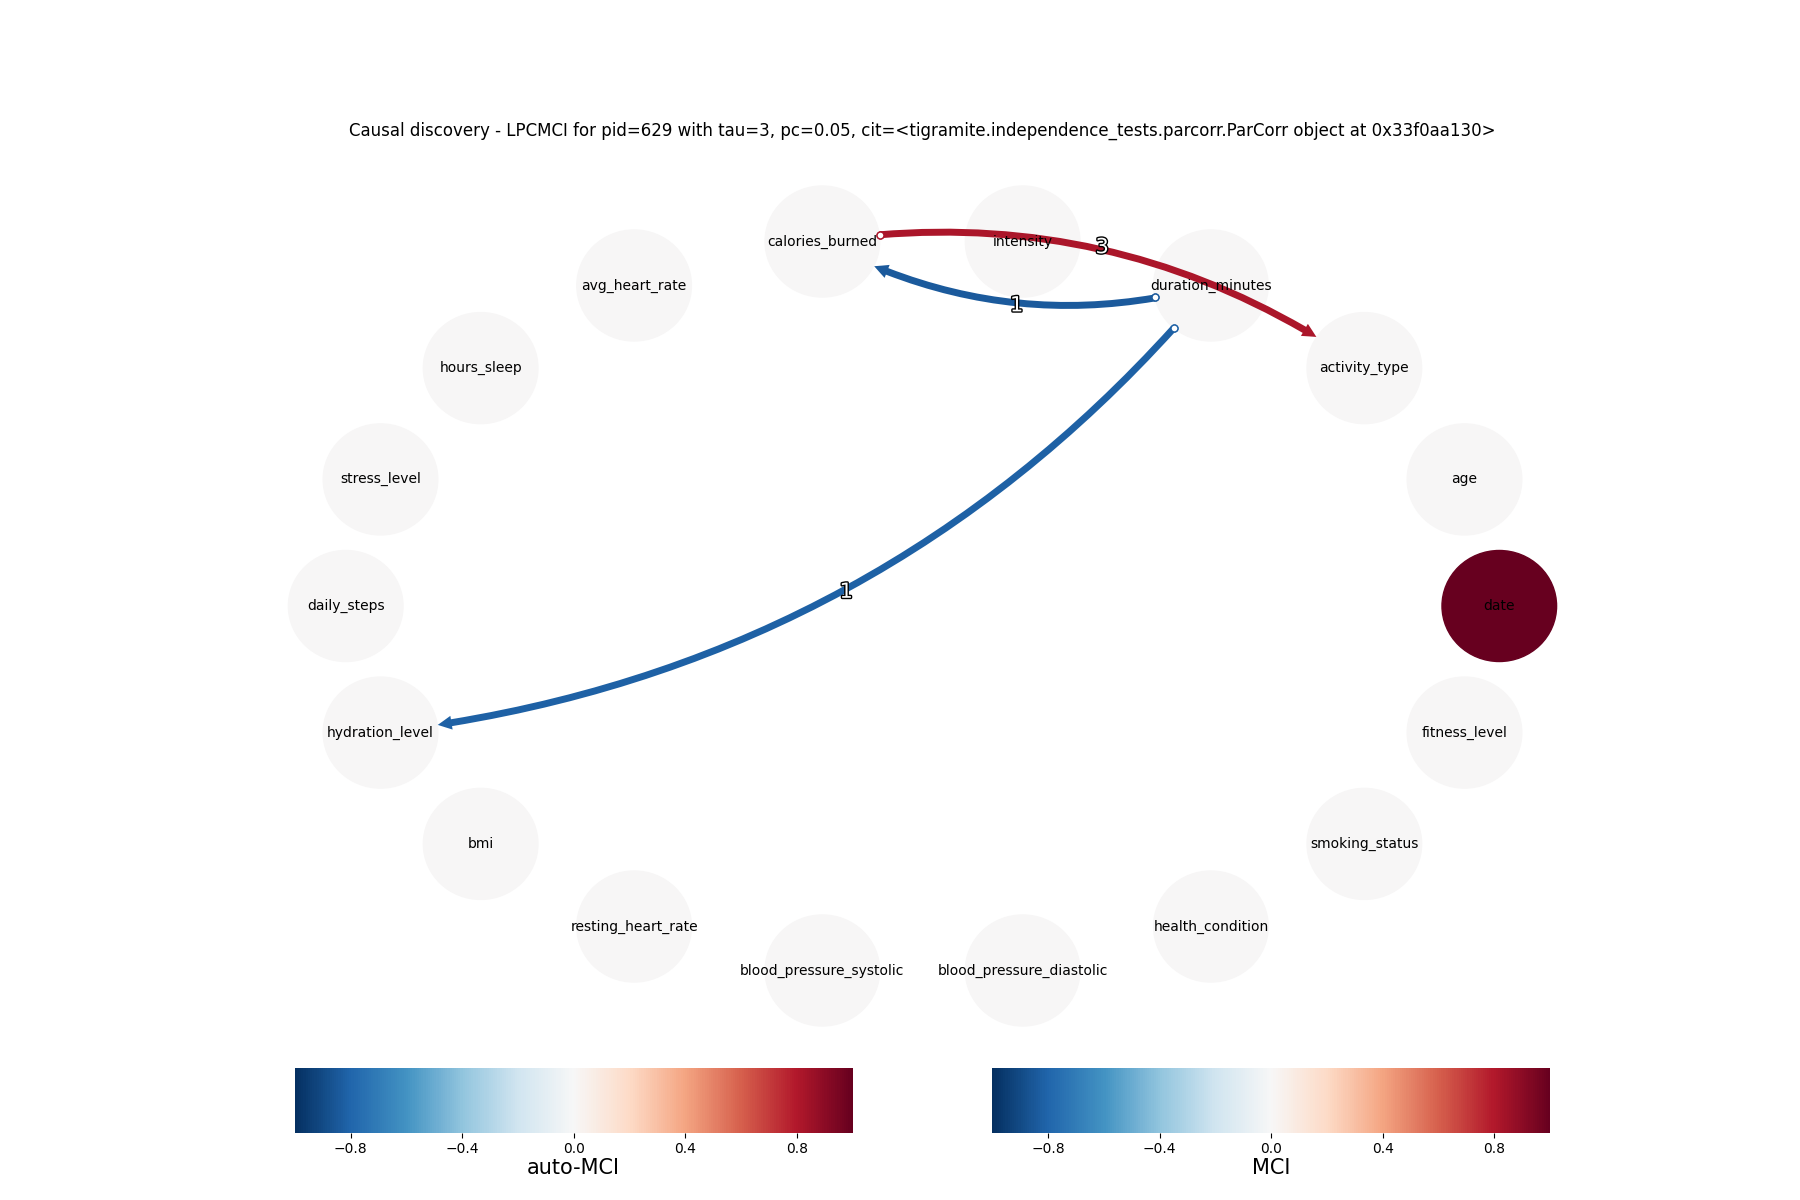 Causal discovery - LPCMCI for pid=629 with tau=3, pc=0.05, cit=<tigramite.independence_tests.parcorr.ParCorr object at 0x33f0aa130>
calories_burned
intensity
3
avg_heart_rate
duration_minutes
1
hours_sleep
activity_type
stress_level
age
1
daily_steps
date
hydration_level
fitness_level
bmi
smoking_status
resting_heart_rate
health_condition
blood_pressure_systolic
blood_pressure_diastolic
−0.8 −0.4 0.0 0.4 0.8
auto-MCI
−0.8 −0.4 0.0 0.4 0.8
MCI